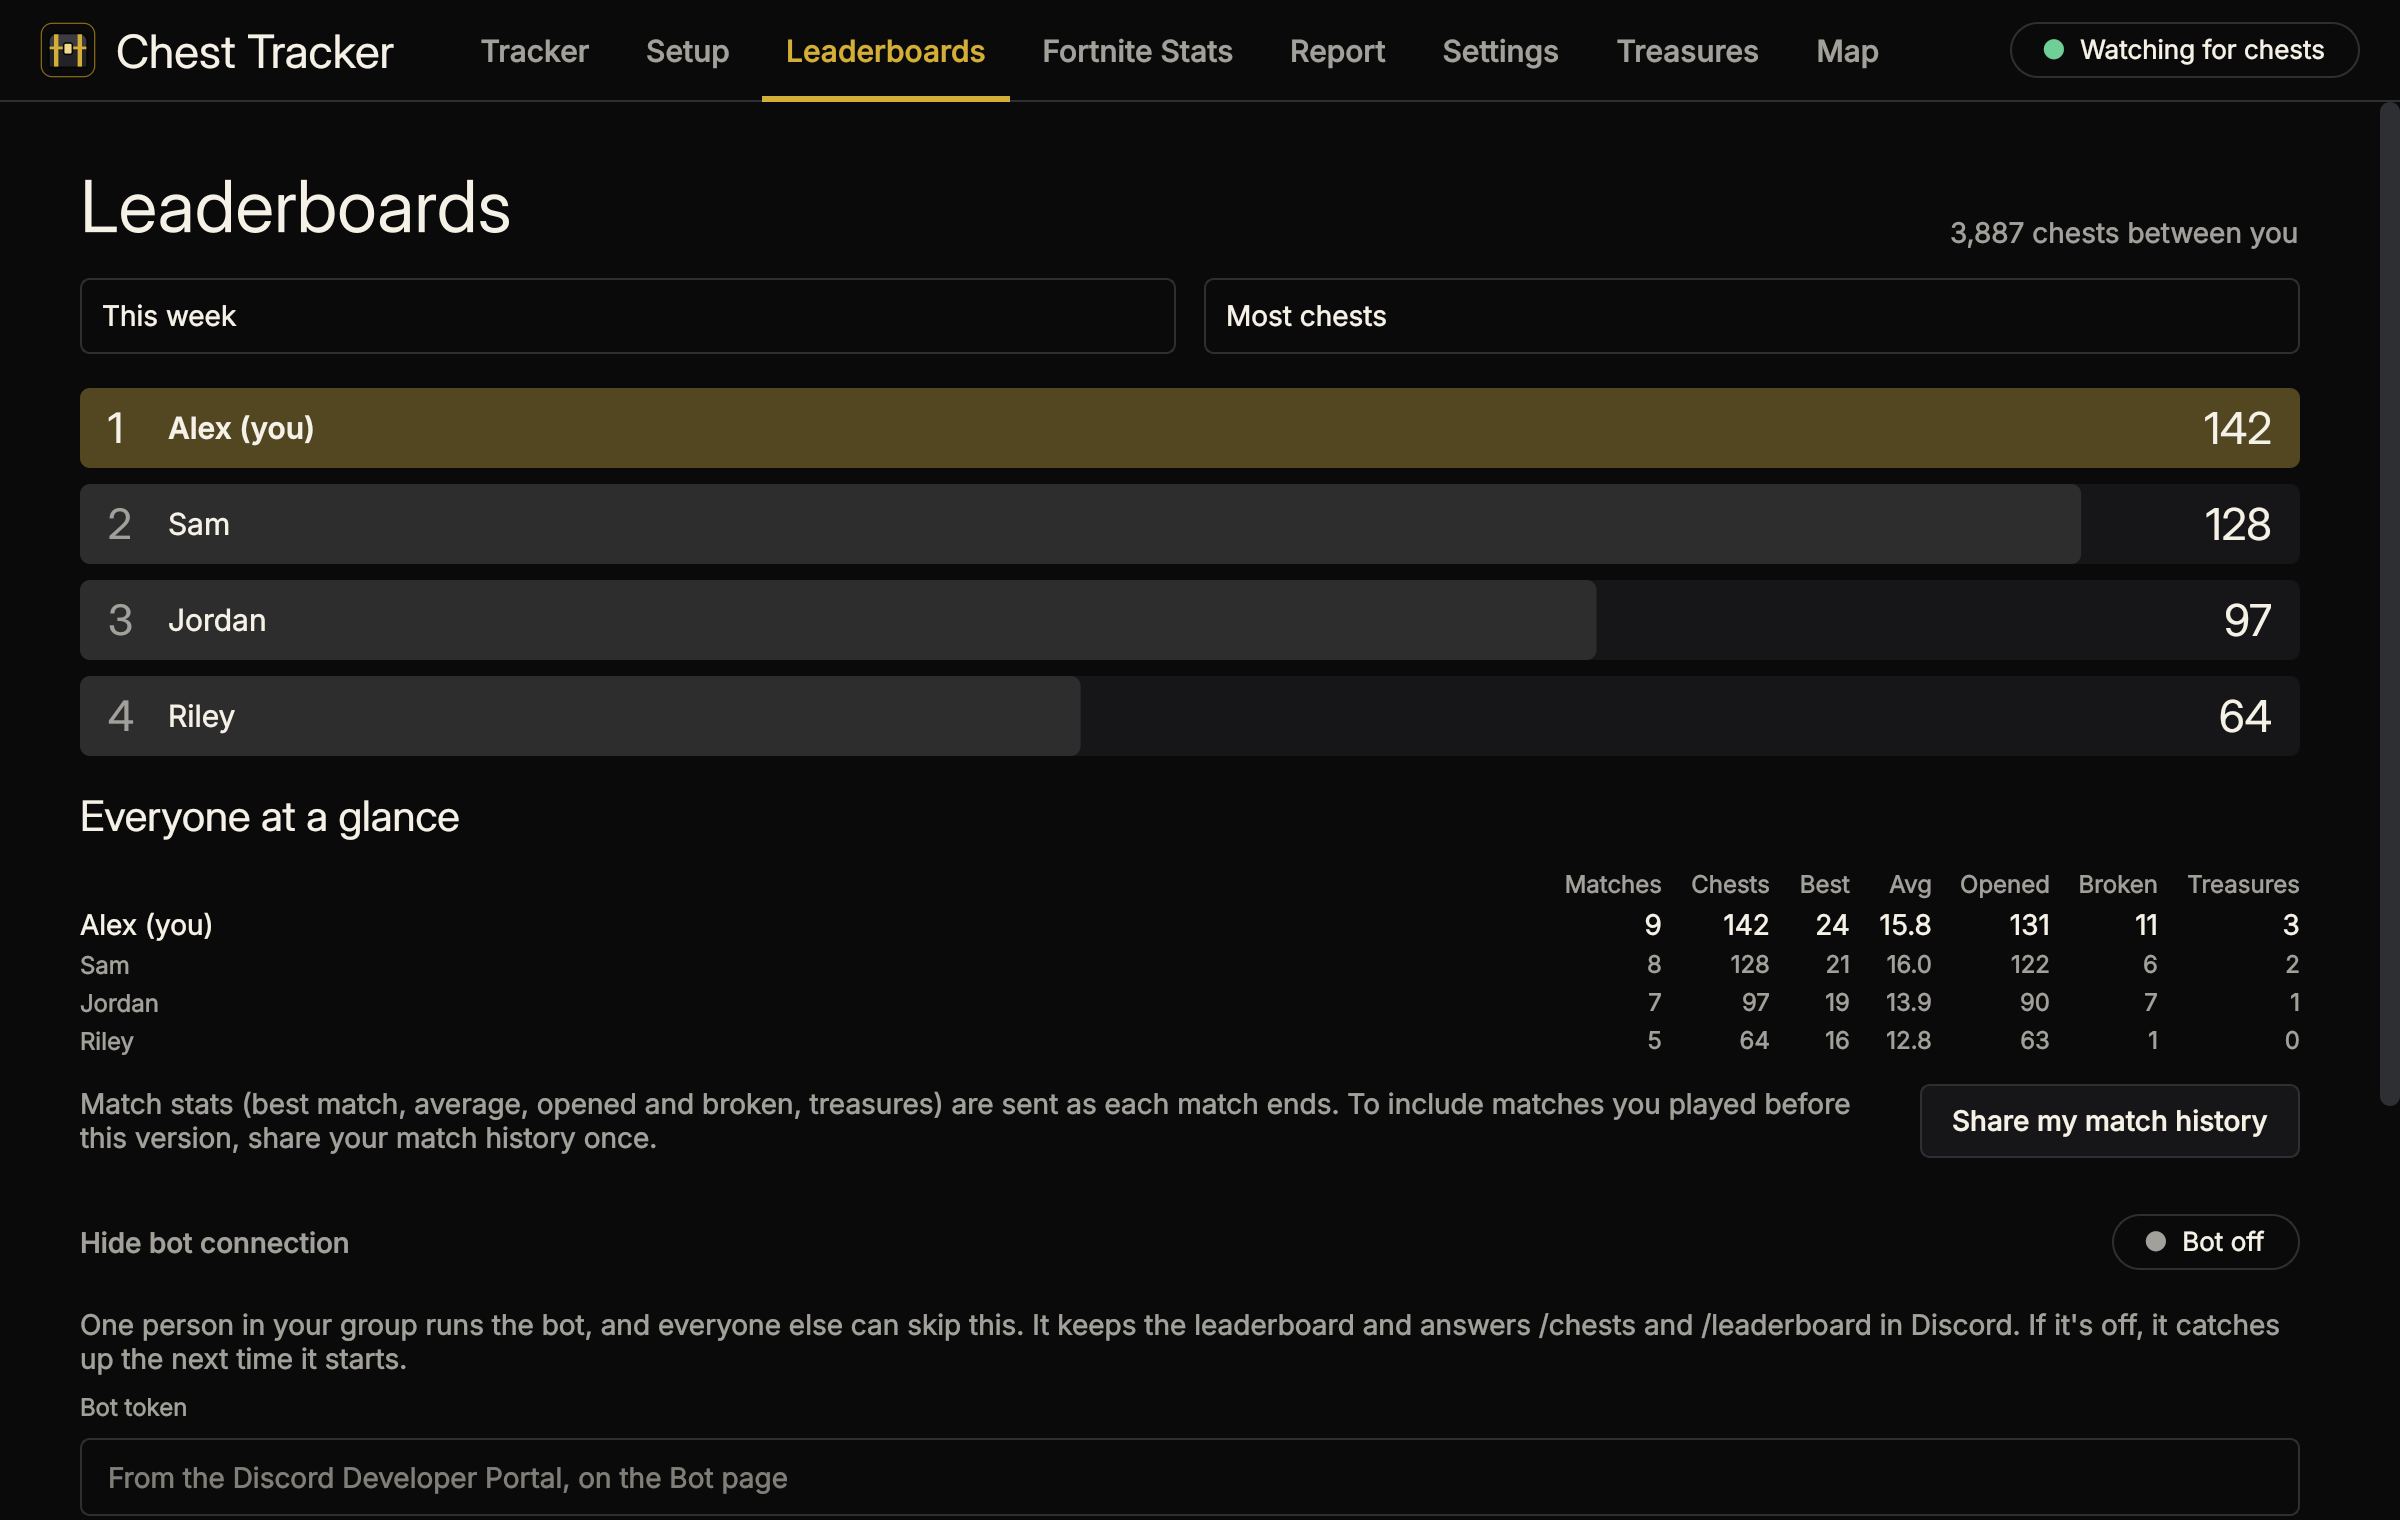 Chest Tracker
Tracker
Setup
Leaderboards
Fortnite Stats
Report
Settings
Treasures
Map
Watching for chests
Leaderboards
3,887 chests between you
This week
Most chests
1 Alex (you) 142
2 Sam 128
3 Jordan 97
4 Riley 64
Everyone at a glance
Matches Chests Best Avg Opened Broken Treasures
Alex (you) 9 142 24 15.8 131 11 3
Sam 8 128 21 16.0 122 6 2
Jordan 7 97 19 13.9 90 7 1
Riley 5 64 16 12.8 63 1 0
Match stats (best match, average, opened and broken, treasures) are sent as each match ends. To include matches you played before
this version, share your match history once.
Share my match history
Hide bot connection
Bot off
One person in your group runs the bot, and everyone else can skip this. It keeps the leaderboard and answers /chests and /leaderboard in Discord. If it's off, it catches
up the next time it starts.
Bot token
From the Discord Developer Portal, on the Bot page